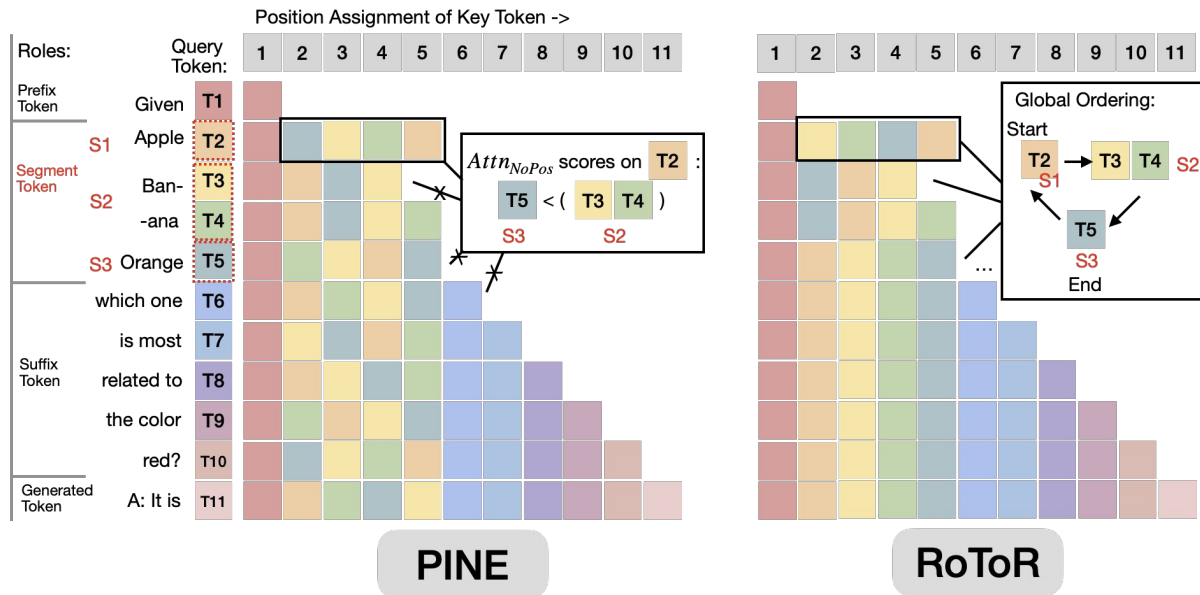 Position Assignment of Key Token ->
Roles:
Query Token:
1 2 3 4 5 6 7 8 9 10 11
1 2 3 4 5 6 7 8 9 10 11
Prefix Token
Given T1
Segment Token
S1 Apple T2
S2 Ban- T3
-ana T4
S3 Orange T5
Suffix Token
which one T6
is most T7
related to T8
the color T9
red? T10
Generated Token
A: It is T11
Attn_NoPos scores on T2 :
T5 < ( T3 T4 )
S3 S2
Global Ordering:
Start
T2 T3 T4 S2
S1
T5
S3
End
...
PINE
RoToR